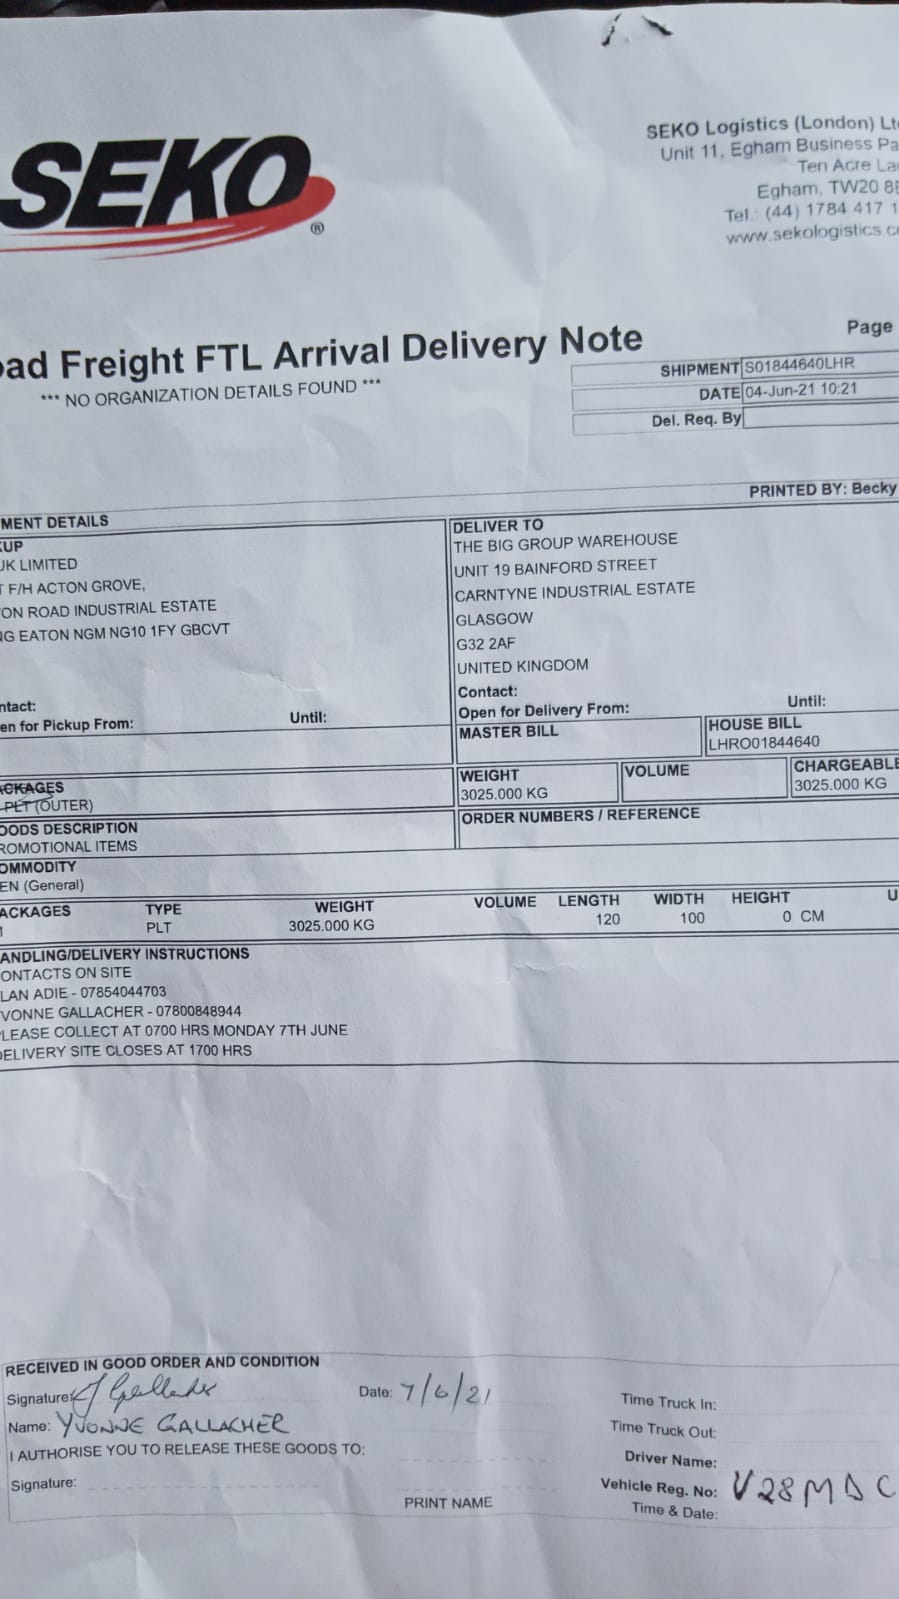 SEKO®
SEKO Logistics (London) Lt
Unit 11, Egham Business Pa
Ten Acre La
Egham, TW20 8
Tel.: (44) 1784 417 1
www.sekologistics.c
oad Freight FTL Arrival Delivery Note
Page
*** NO ORGANIZATION DETAILS FOUND ***
SHIPMENT S01844640LHR
DATE 04-Jun-21 10:21
Del. Req. By
PRINTED BY: Becky
MENT DETAILS
KUP
UK LIMITED
T F/H ACTON GROVE,
ON ROAD INDUSTRIAL ESTATE
NG EATON NGM NG10 1FY GBCVT
ntact:
en for Pickup From: Until:
DELIVER TO
THE BIG GROUP WAREHOUSE
UNIT 19 BAINFORD STREET
CARNTYNE INDUSTRIAL ESTATE
GLASGOW
G32 2AF
UNITED KINGDOM
Contact:
Open for Delivery From: Until:
MASTER BILL
HOUSE BILL
LHRO01844640
ACKAGES
PLT (OUTER)
WEIGHT
3025.000 KG
VOLUME
CHARGEABLE
3025.000 KG
OODS DESCRIPTION
ROMOTIONAL ITEMS
ORDER NUMBERS / REFERENCE
OMMODITY
EN (General)
ACKAGES TYPE WEIGHT VOLUME LENGTH WIDTH HEIGHT U
1 PLT 3025.000 KG 120 100 0 CM
ANDLING/DELIVERY INSTRUCTIONS
ONTACTS ON SITE
LAN ADIE - 07854044703
VONNE GALLACHER - 07800848944
LEASE COLLECT AT 0700 HRS MONDAY 7TH JUNE
DELIVERY SITE CLOSES AT 1700 HRS
RECEIVED IN GOOD ORDER AND CONDITION
Signature: Y Gallacher Date: 7/6/21
Name: YVONNE GALLACHER
I AUTHORISE YOU TO RELEASE THESE GOODS TO:
Signature:
PRINT NAME
Time Truck In:
Time Truck Out:
Driver Name:
Vehicle Reg. No: V28MDC
Time & Date: